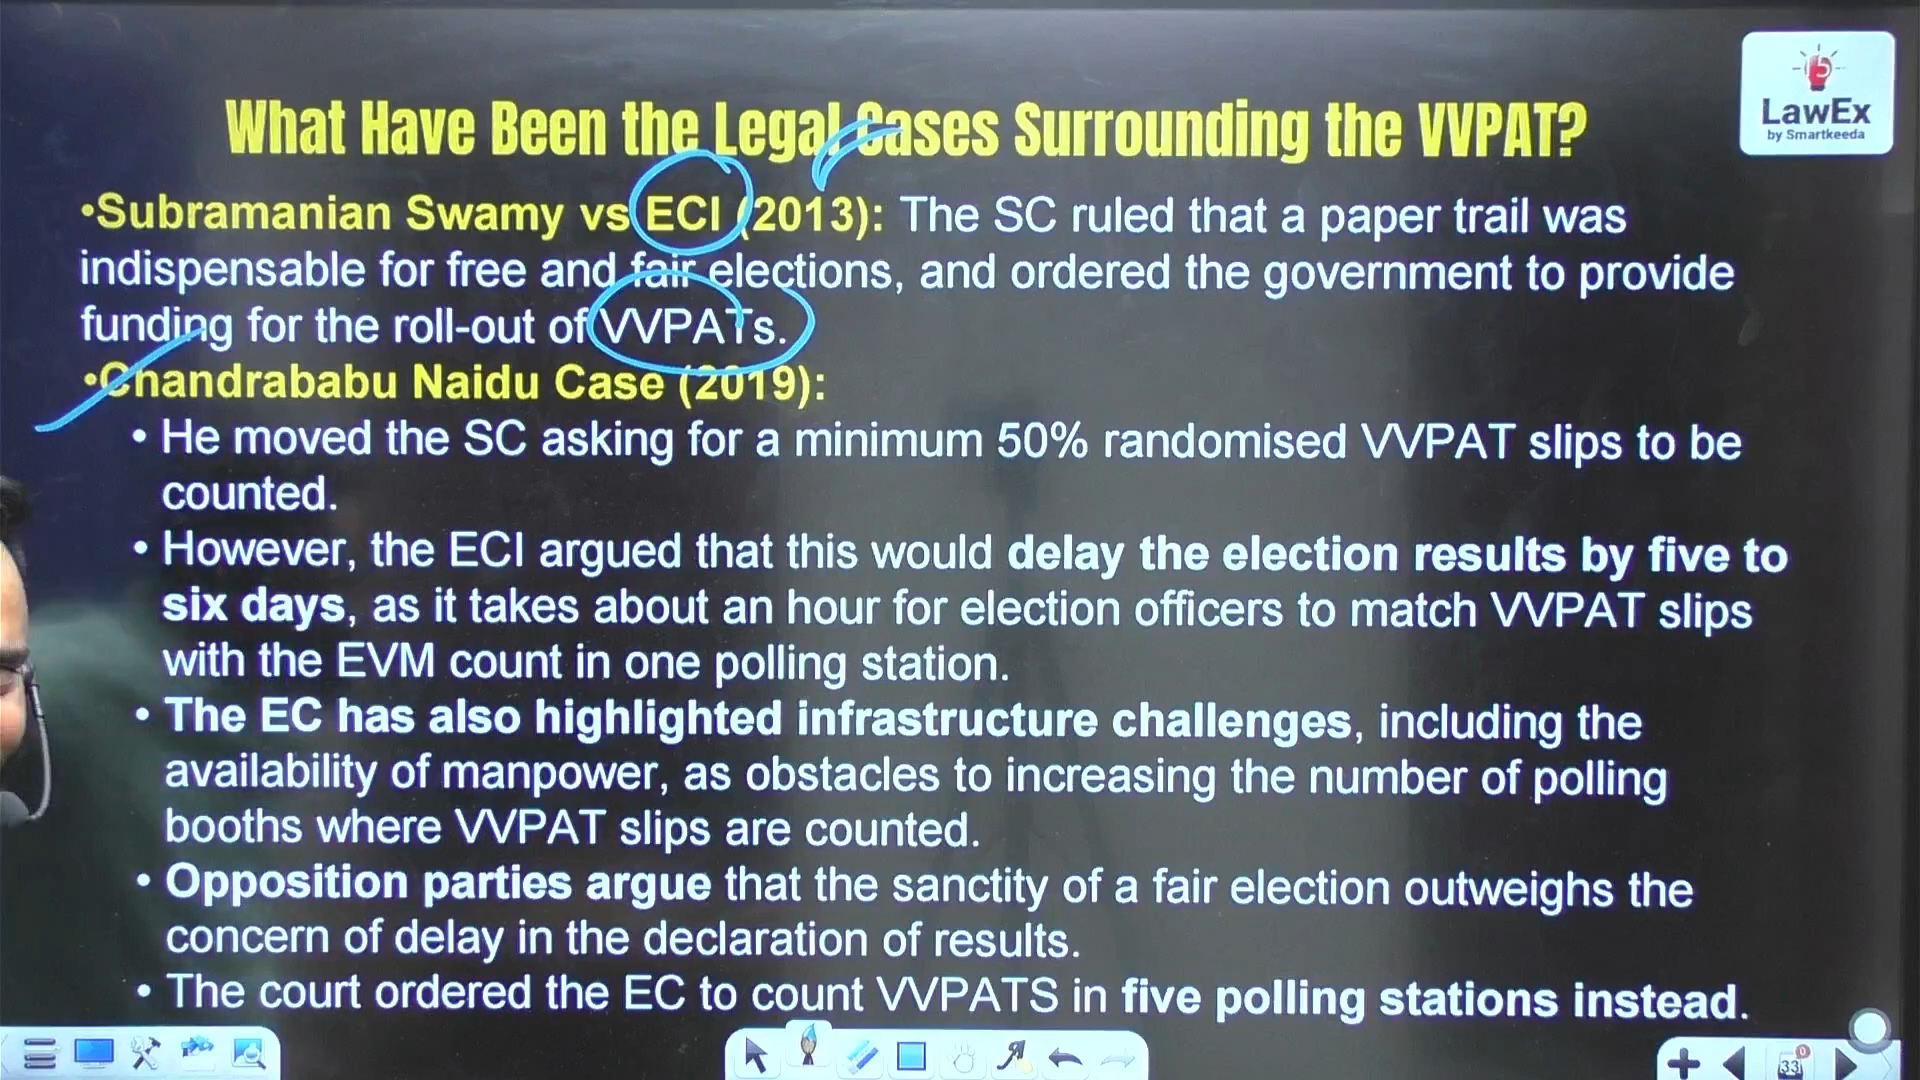 LawEx
by Smartkeeda
What Have Been the Legal Cases Surrounding the VVPAT?
•Subramanian Swamy vs ECI (2013): The SC ruled that a paper trail was
indispensable for free and fair elections, and ordered the government to provide
funding for the roll-out of VVPATs.
•Chandrababu Naidu Case (2019):
• He moved the SC asking for a minimum 50% randomised VVPAT slips to be
counted.
• However, the ECI argued that this would delay the election results by five to
six days, as it takes about an hour for election officers to match VVPAT slips
with the EVM count in one polling station.
• The EC has also highlighted infrastructure challenges, including the
availability of manpower, as obstacles to increasing the number of polling
booths where VVPAT slips are counted.
• Opposition parties argue that the sanctity of a fair election outweighs the
concern of delay in the declaration of results.
• The court ordered the EC to count VVPATS in five polling stations instead.
33
0